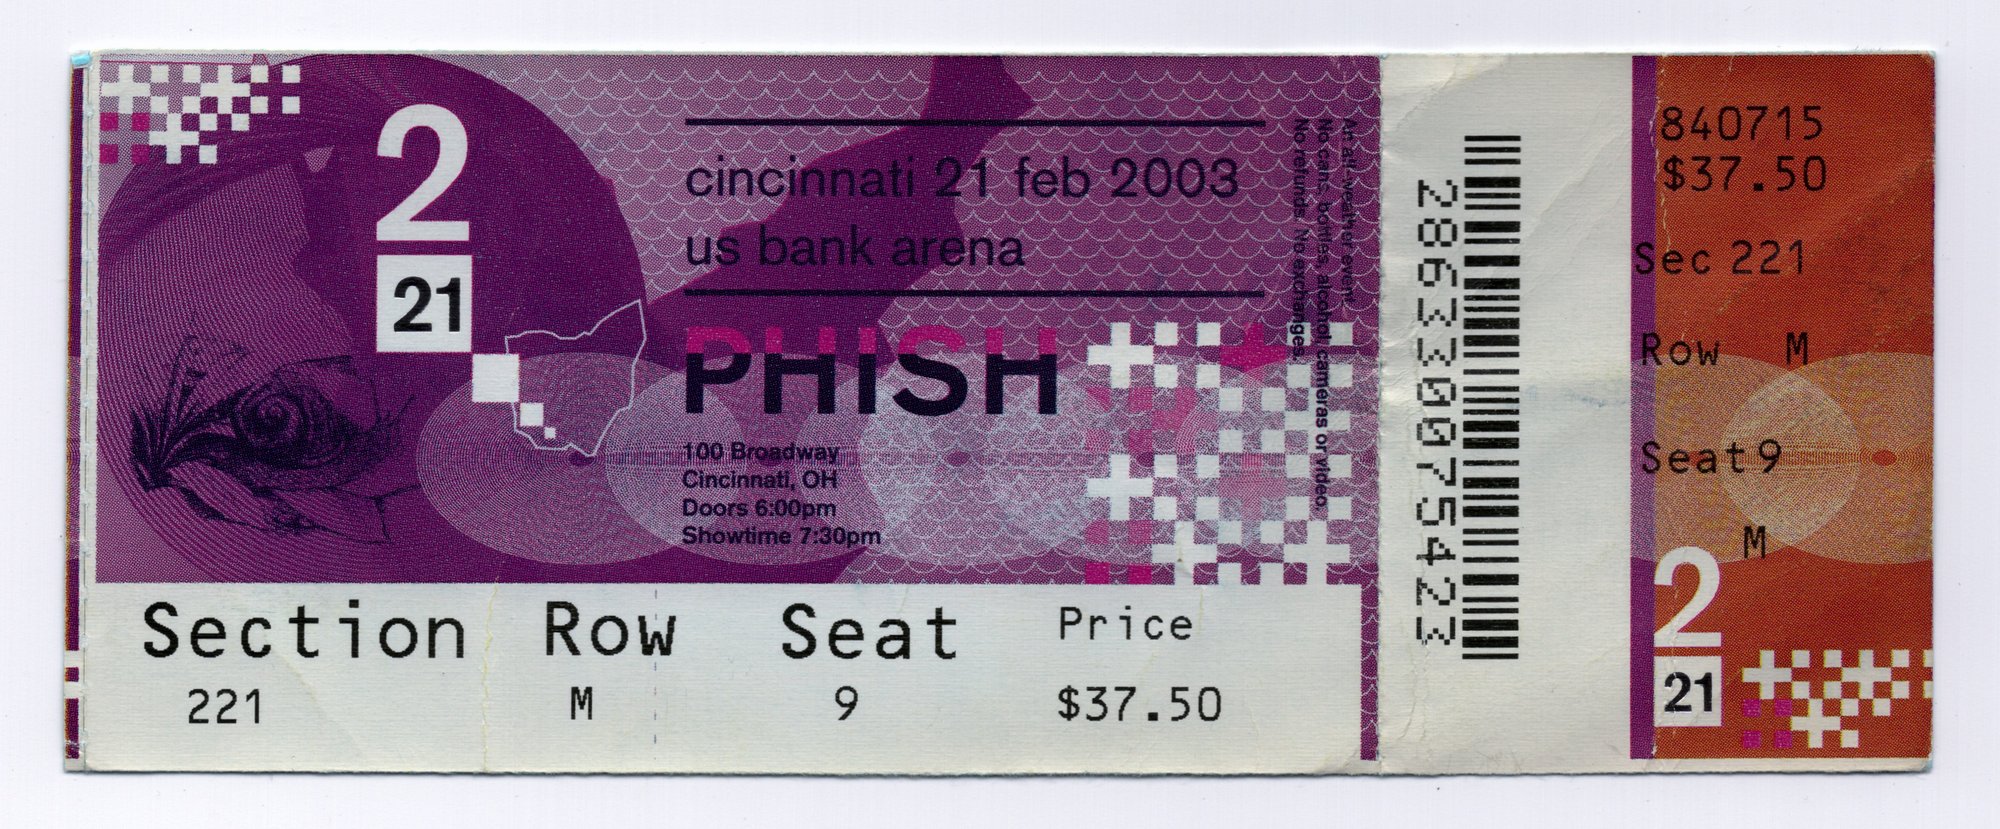 2
21
cincinnati 21 feb 2003
us bank arena
PHISH
100 Broadway
Cincinnati, OH
Doors 6:00pm
Showtime 7:30pm
An all-weather event.
No cans, bottles, alcohol, cameras or video.
No refunds. No exchanges.
Section Row Seat Price
221 M 9 $37.50
286330075423
840715
$37.50
Sec 221
Row M
Seat 9
M
2
21